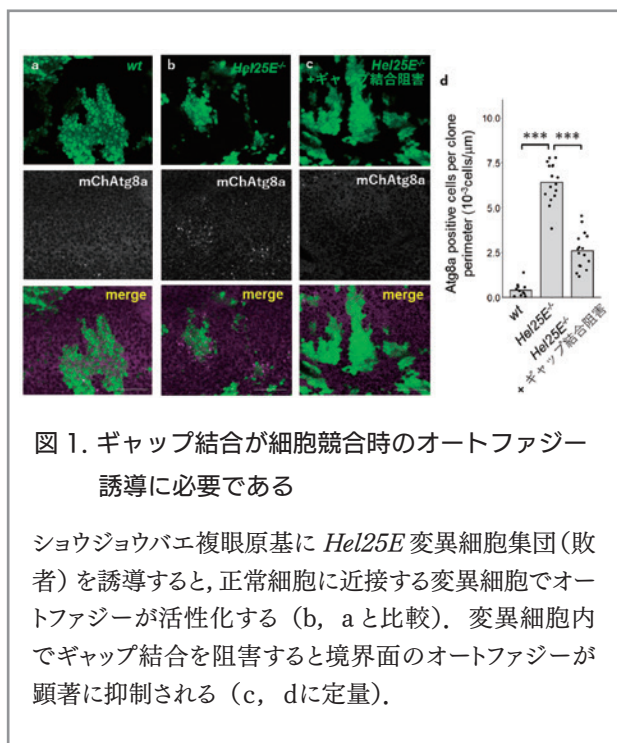 a
wt
b
Hel25E-/-
c
Hel25E-/-
+ギャップ結合阻害
mChAtg8a
mChAtg8a
mChAtg8a
merge
merge
merge
d
Atg8a positive cells per clone
perimeter (10-3cells/μm)
10.0
7.5
5.0
2.5
0.0
***
***
wt
Hel25E-/-
Hel25E-/-
+ ギャップ結合阻害
図 1. ギャップ結合が細胞競合時のオートファジー
誘導に必要である
ショウジョウバエ複眼原基に Hel25E 変異細胞集団(敗
者) を誘導すると, 正常細胞に近接する変異細胞でオー
トファジーが活性化する (b, aと比較). 変異細胞内
でギャップ結合を阻害すると境界面のオートファジーが
顕著に抑制される (c, dに定量).